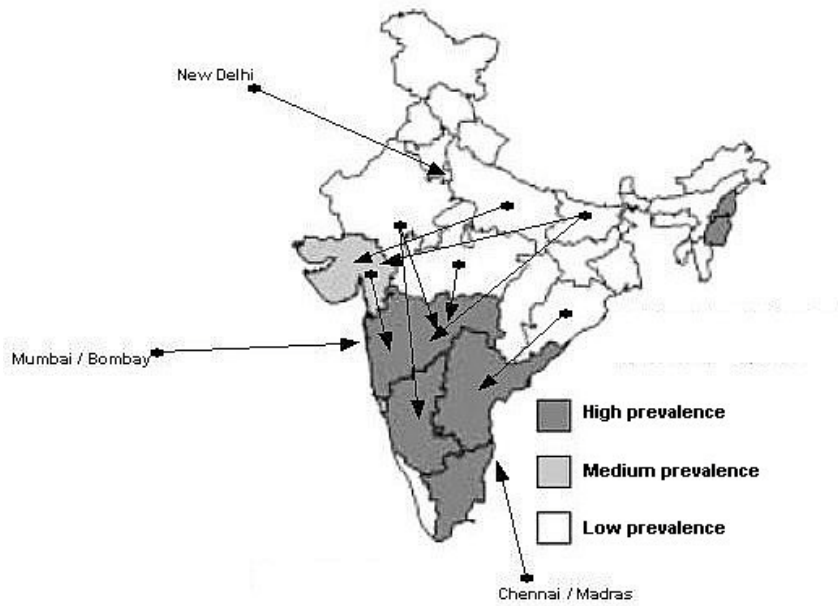 New Delhi
Mumbai / Bombay
High prevalence
Medium prevalence
Low prevalence
Chennai / Madras